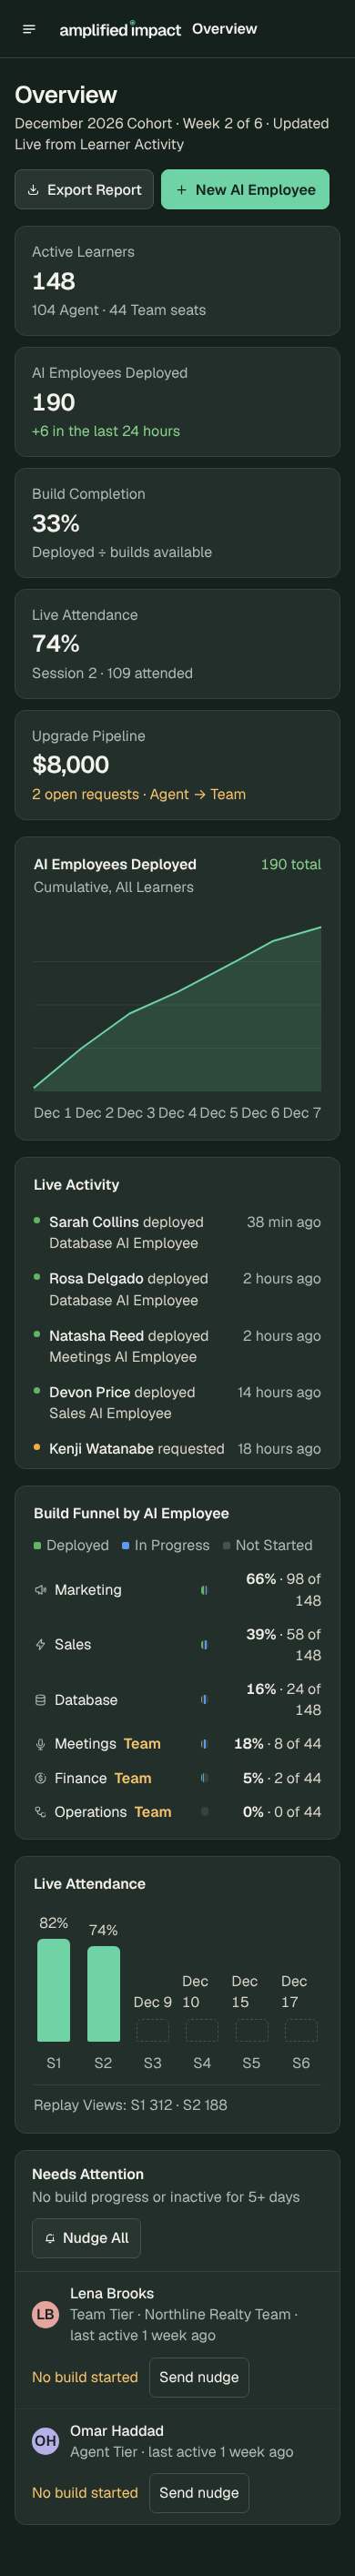 amplified impact Overview
Overview
December 2026 Cohort · Week 2 of 6 · Updated
Live from Learner Activity
Export Report
+ New AI Employee
Active Learners
148
104 Agent · 44 Team seats
AI Employees Deployed
190
+6 in the last 24 hours
Build Completion
33%
Deployed ÷ builds available
Live Attendance
74%
Session 2 · 109 attended
Upgrade Pipeline
$8,000
2 open requests · Agent → Team
AI Employees Deployed 190 total
Cumulative, All Learners
Dec 1 Dec 2 Dec 3 Dec 4 Dec 5 Dec 6 Dec 7
Live Activity
Sarah Collins deployed 38 min ago
Database AI Employee
Rosa Delgado deployed 2 hours ago
Database AI Employee
Natasha Reed deployed 2 hours ago
Meetings AI Employee
Devon Price deployed 14 hours ago
Sales AI Employee
Kenji Watanabe requested 18 hours ago
Build Funnel by AI Employee
Deployed In Progress Not Started
Marketing 66% · 98 of
148
Sales 39% · 58 of
148
Database 16% · 24 of
148
Meetings Team 18% · 8 of 44
Finance Team 5% · 2 of 44
Operations Team 0% · 0 of 44
Live Attendance
82% 74% Dec 9 Dec 10 Dec 15 Dec 17
S1 S2 S3 S4 S5 S6
Replay Views: S1 312 · S2 188
Needs Attention
No build progress or inactive for 5+ days
Nudge All
LB Lena Brooks
Team Tier · Northline Realty Team ·
last active 1 week ago
No build started Send nudge
OH Omar Haddad
Agent Tier · last active 1 week ago
No build started Send nudge